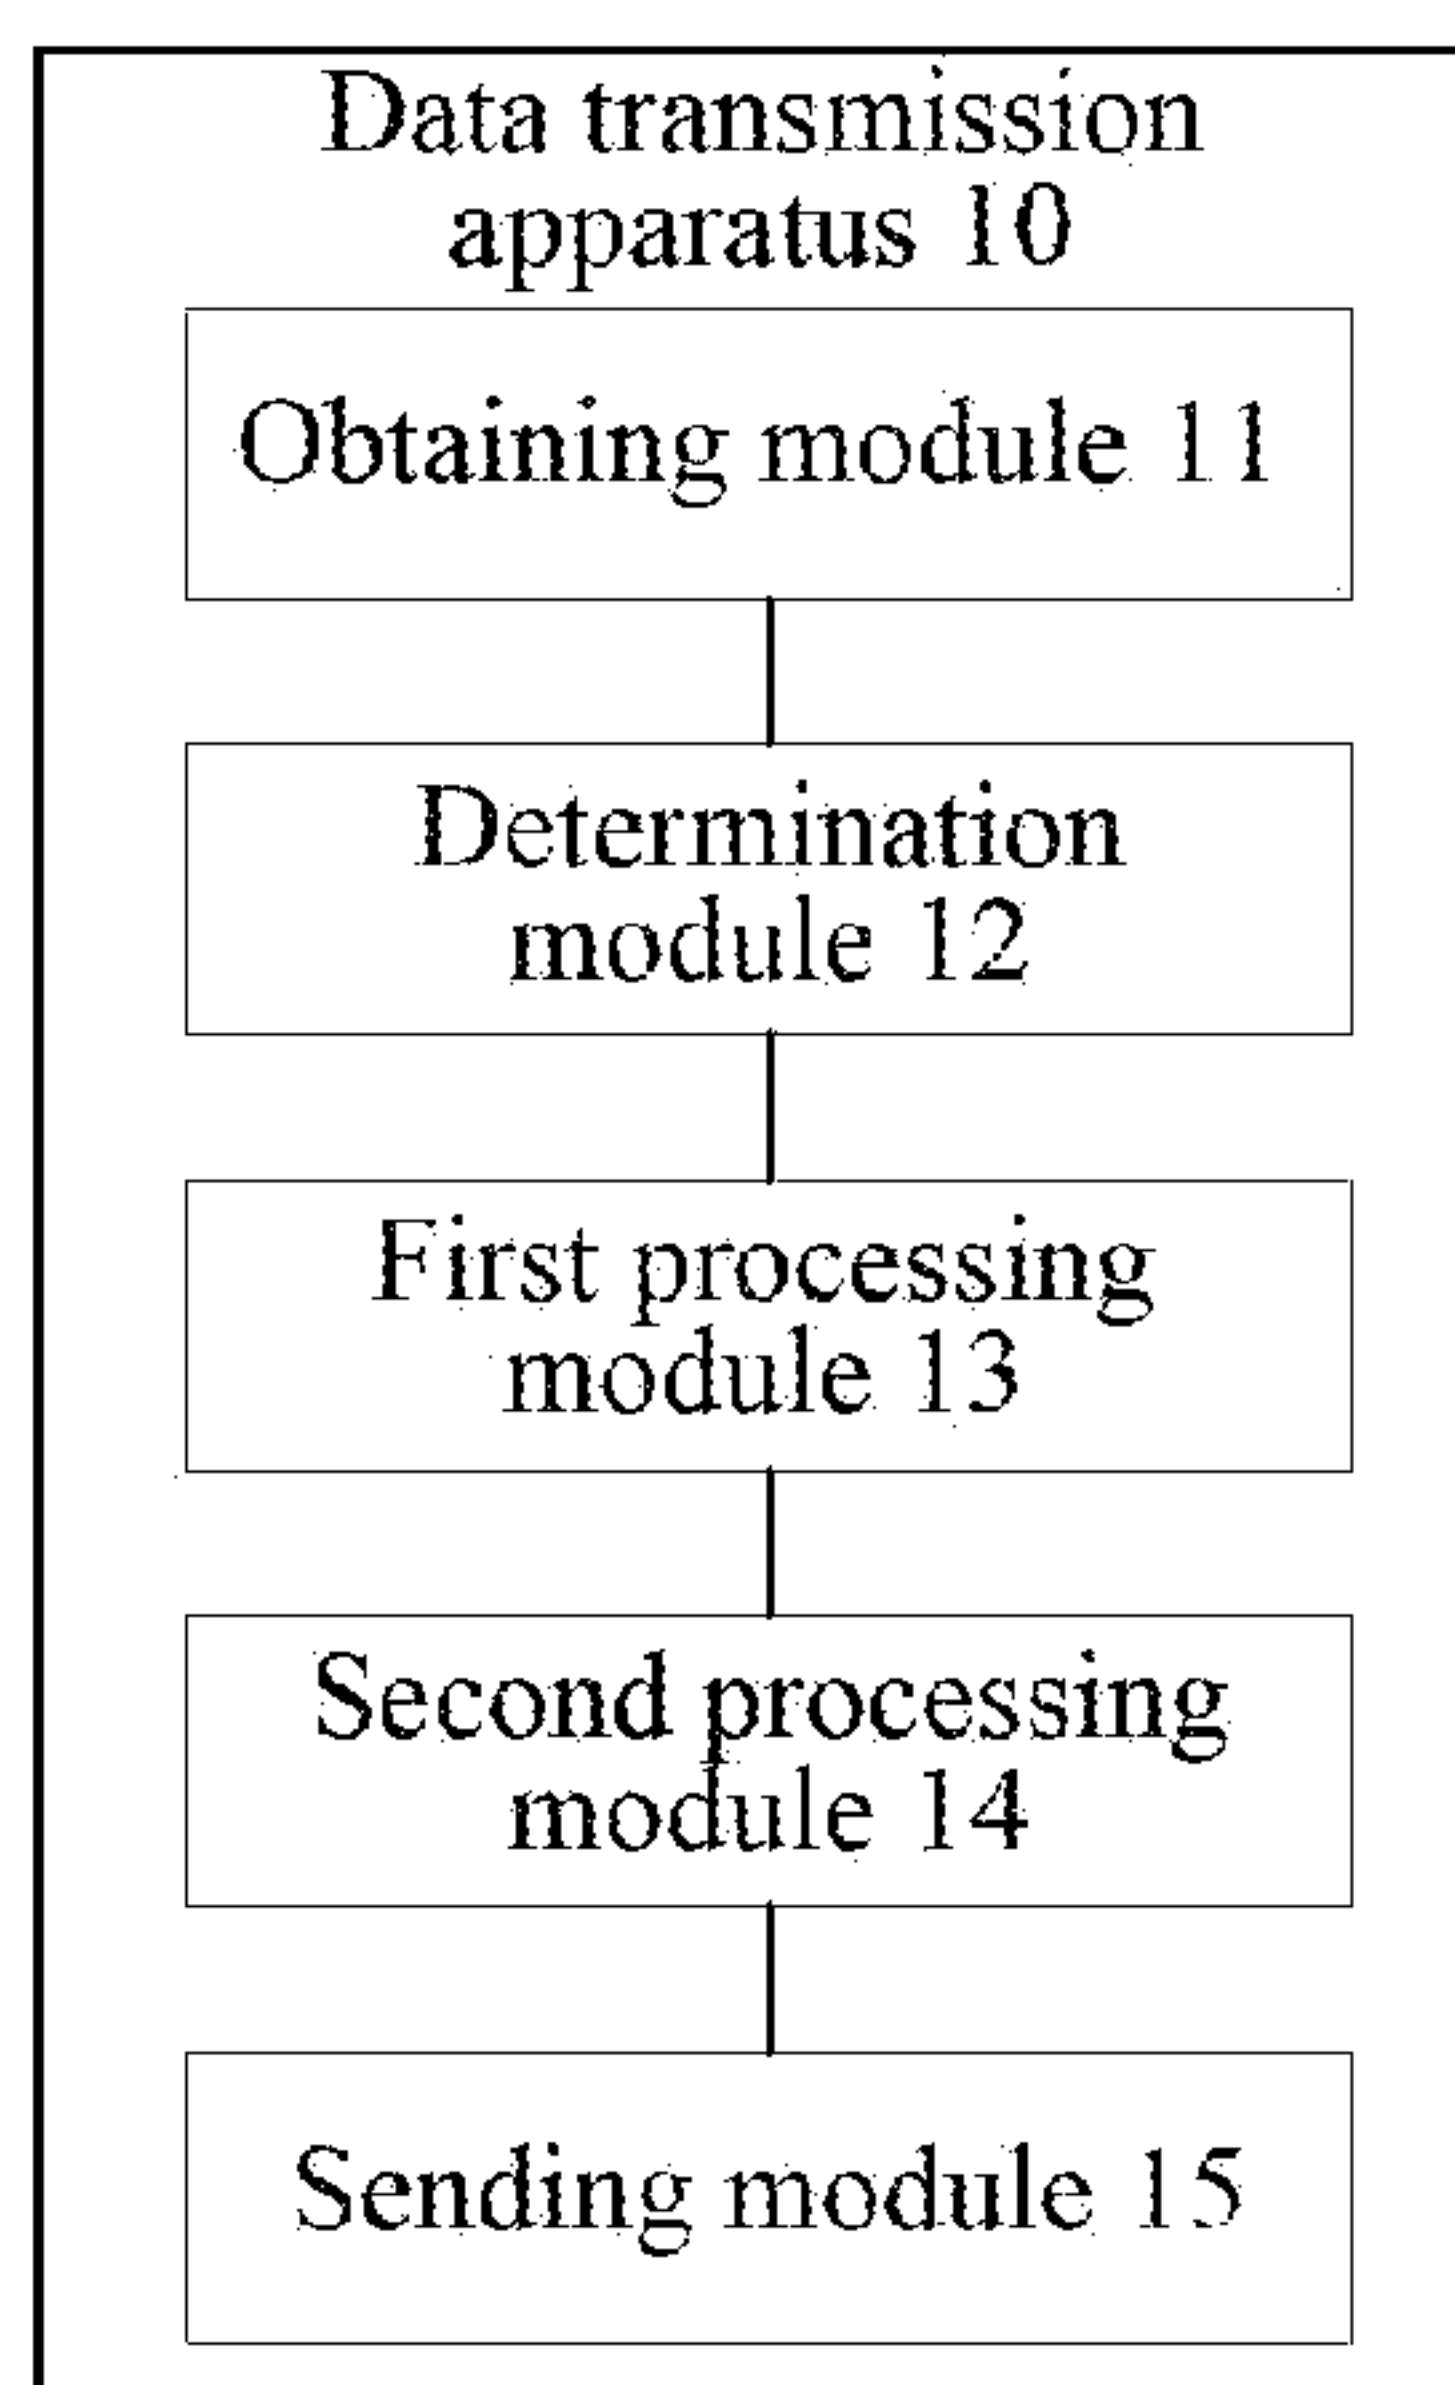 Data transmission
apparatus 10
Obtaining module 11
Determination
module 12
First processing
module 13
Second processing
module 14
Sending module 15